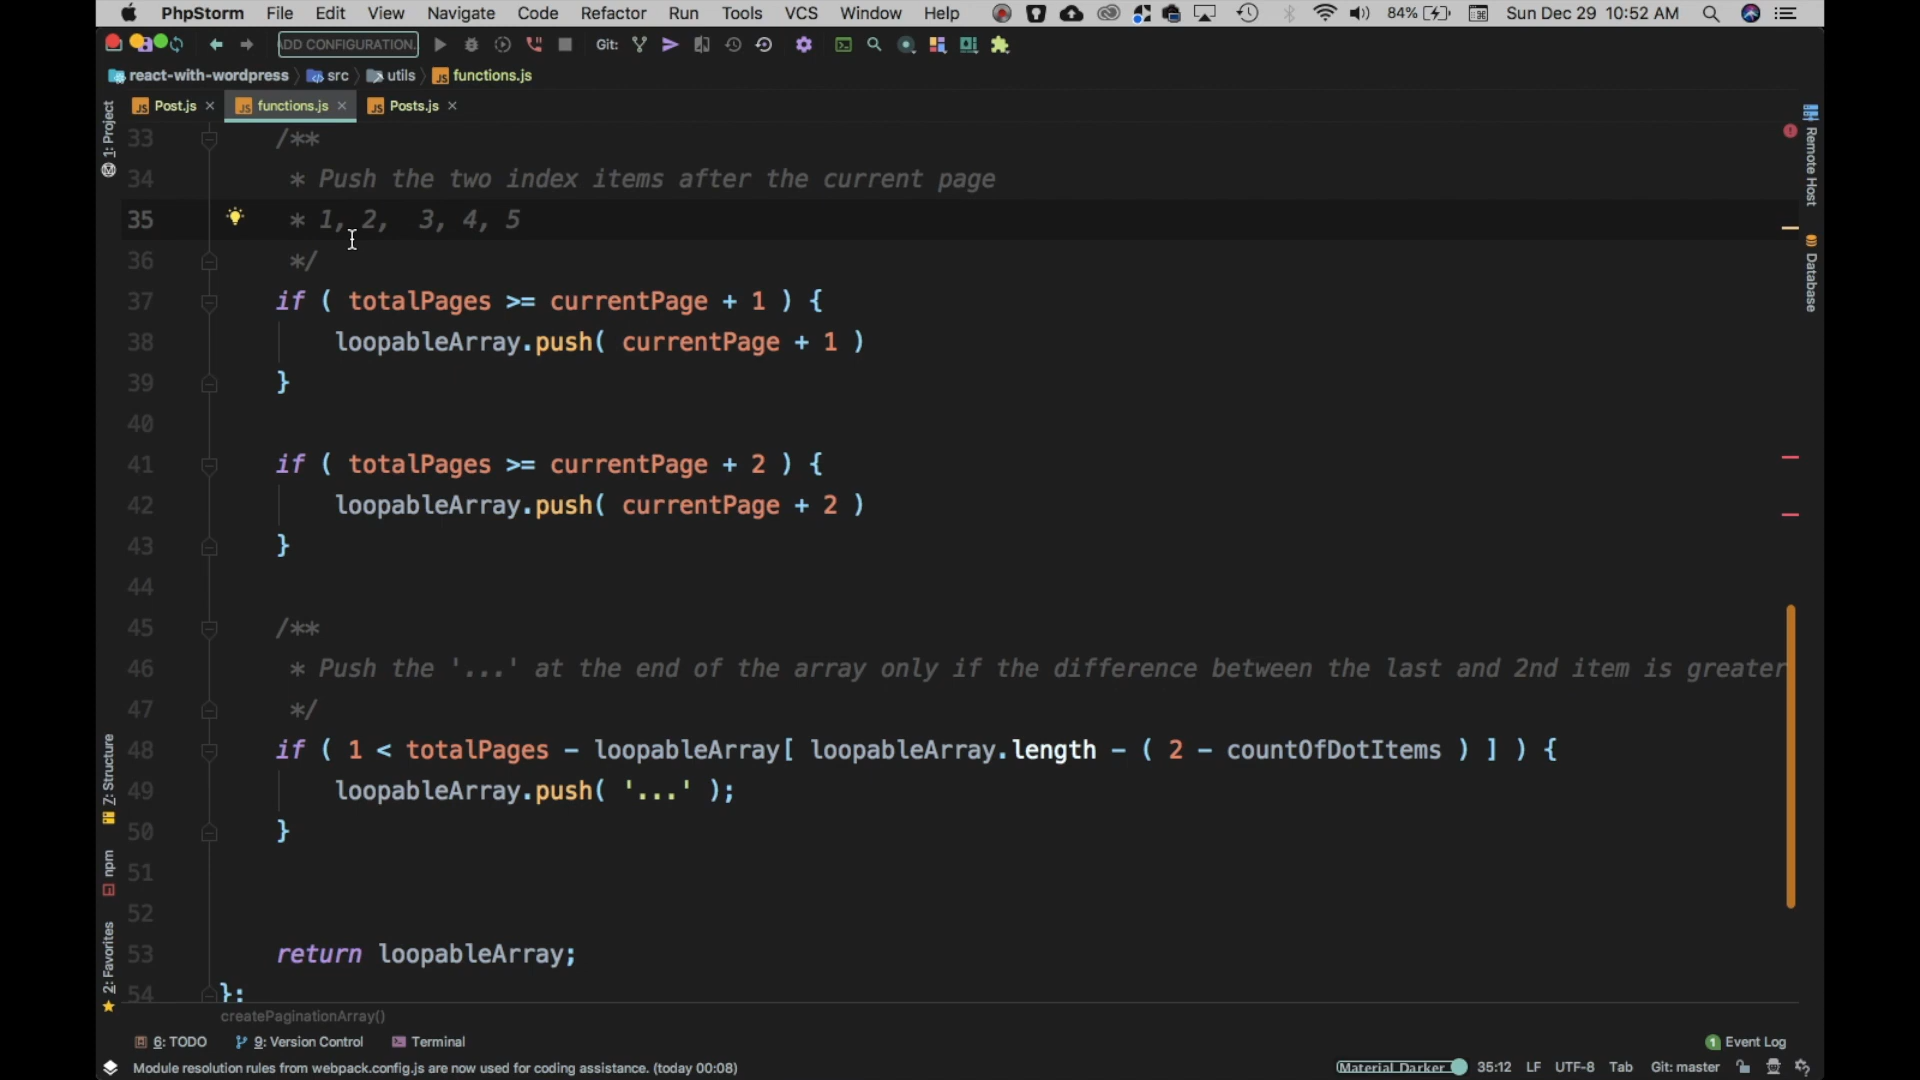 PhpStorm File Edit View Navigate Code Refactor Run Tools VCS Window Help 84% Sun Dec 29 10:52 AM
ADD CONFIGURATION. Git:
react-with-wordpress src utils functions.js
Post.js functions.js Posts.js
1: Project
Remote Host
Database
33 /**
34 * Push the two index items after the current page
35 * 1, 2,  3, 4, 5
36 */
37 if ( totalPages >= currentPage + 1 ) {
38 loopableArray.push( currentPage + 1 )
39 }
40
41 if ( totalPages >= currentPage + 2 ) {
42 loopableArray.push( currentPage + 2 )
43 }
44
45 /**
46 * Push the '...' at the end of the array only if the difference between the last and 2nd item is greater
47 */
48 if ( 1 < totalPages - loopableArray[ loopableArray.length - ( 2 - countOfDotItems ) ] ) {
49 loopableArray.push( '...' );
50 }
51
52
53 return loopableArray;
54 };
Z: Structure
npm
2: Favorites
createPaginationArray()
6: TODO 9: Version Control Terminal 1 Event Log
Module resolution rules from webpack.config.js are now used for coding assistance. (today 00:08) Material Darker 35:12 LF UTF-8 Tab Git: master